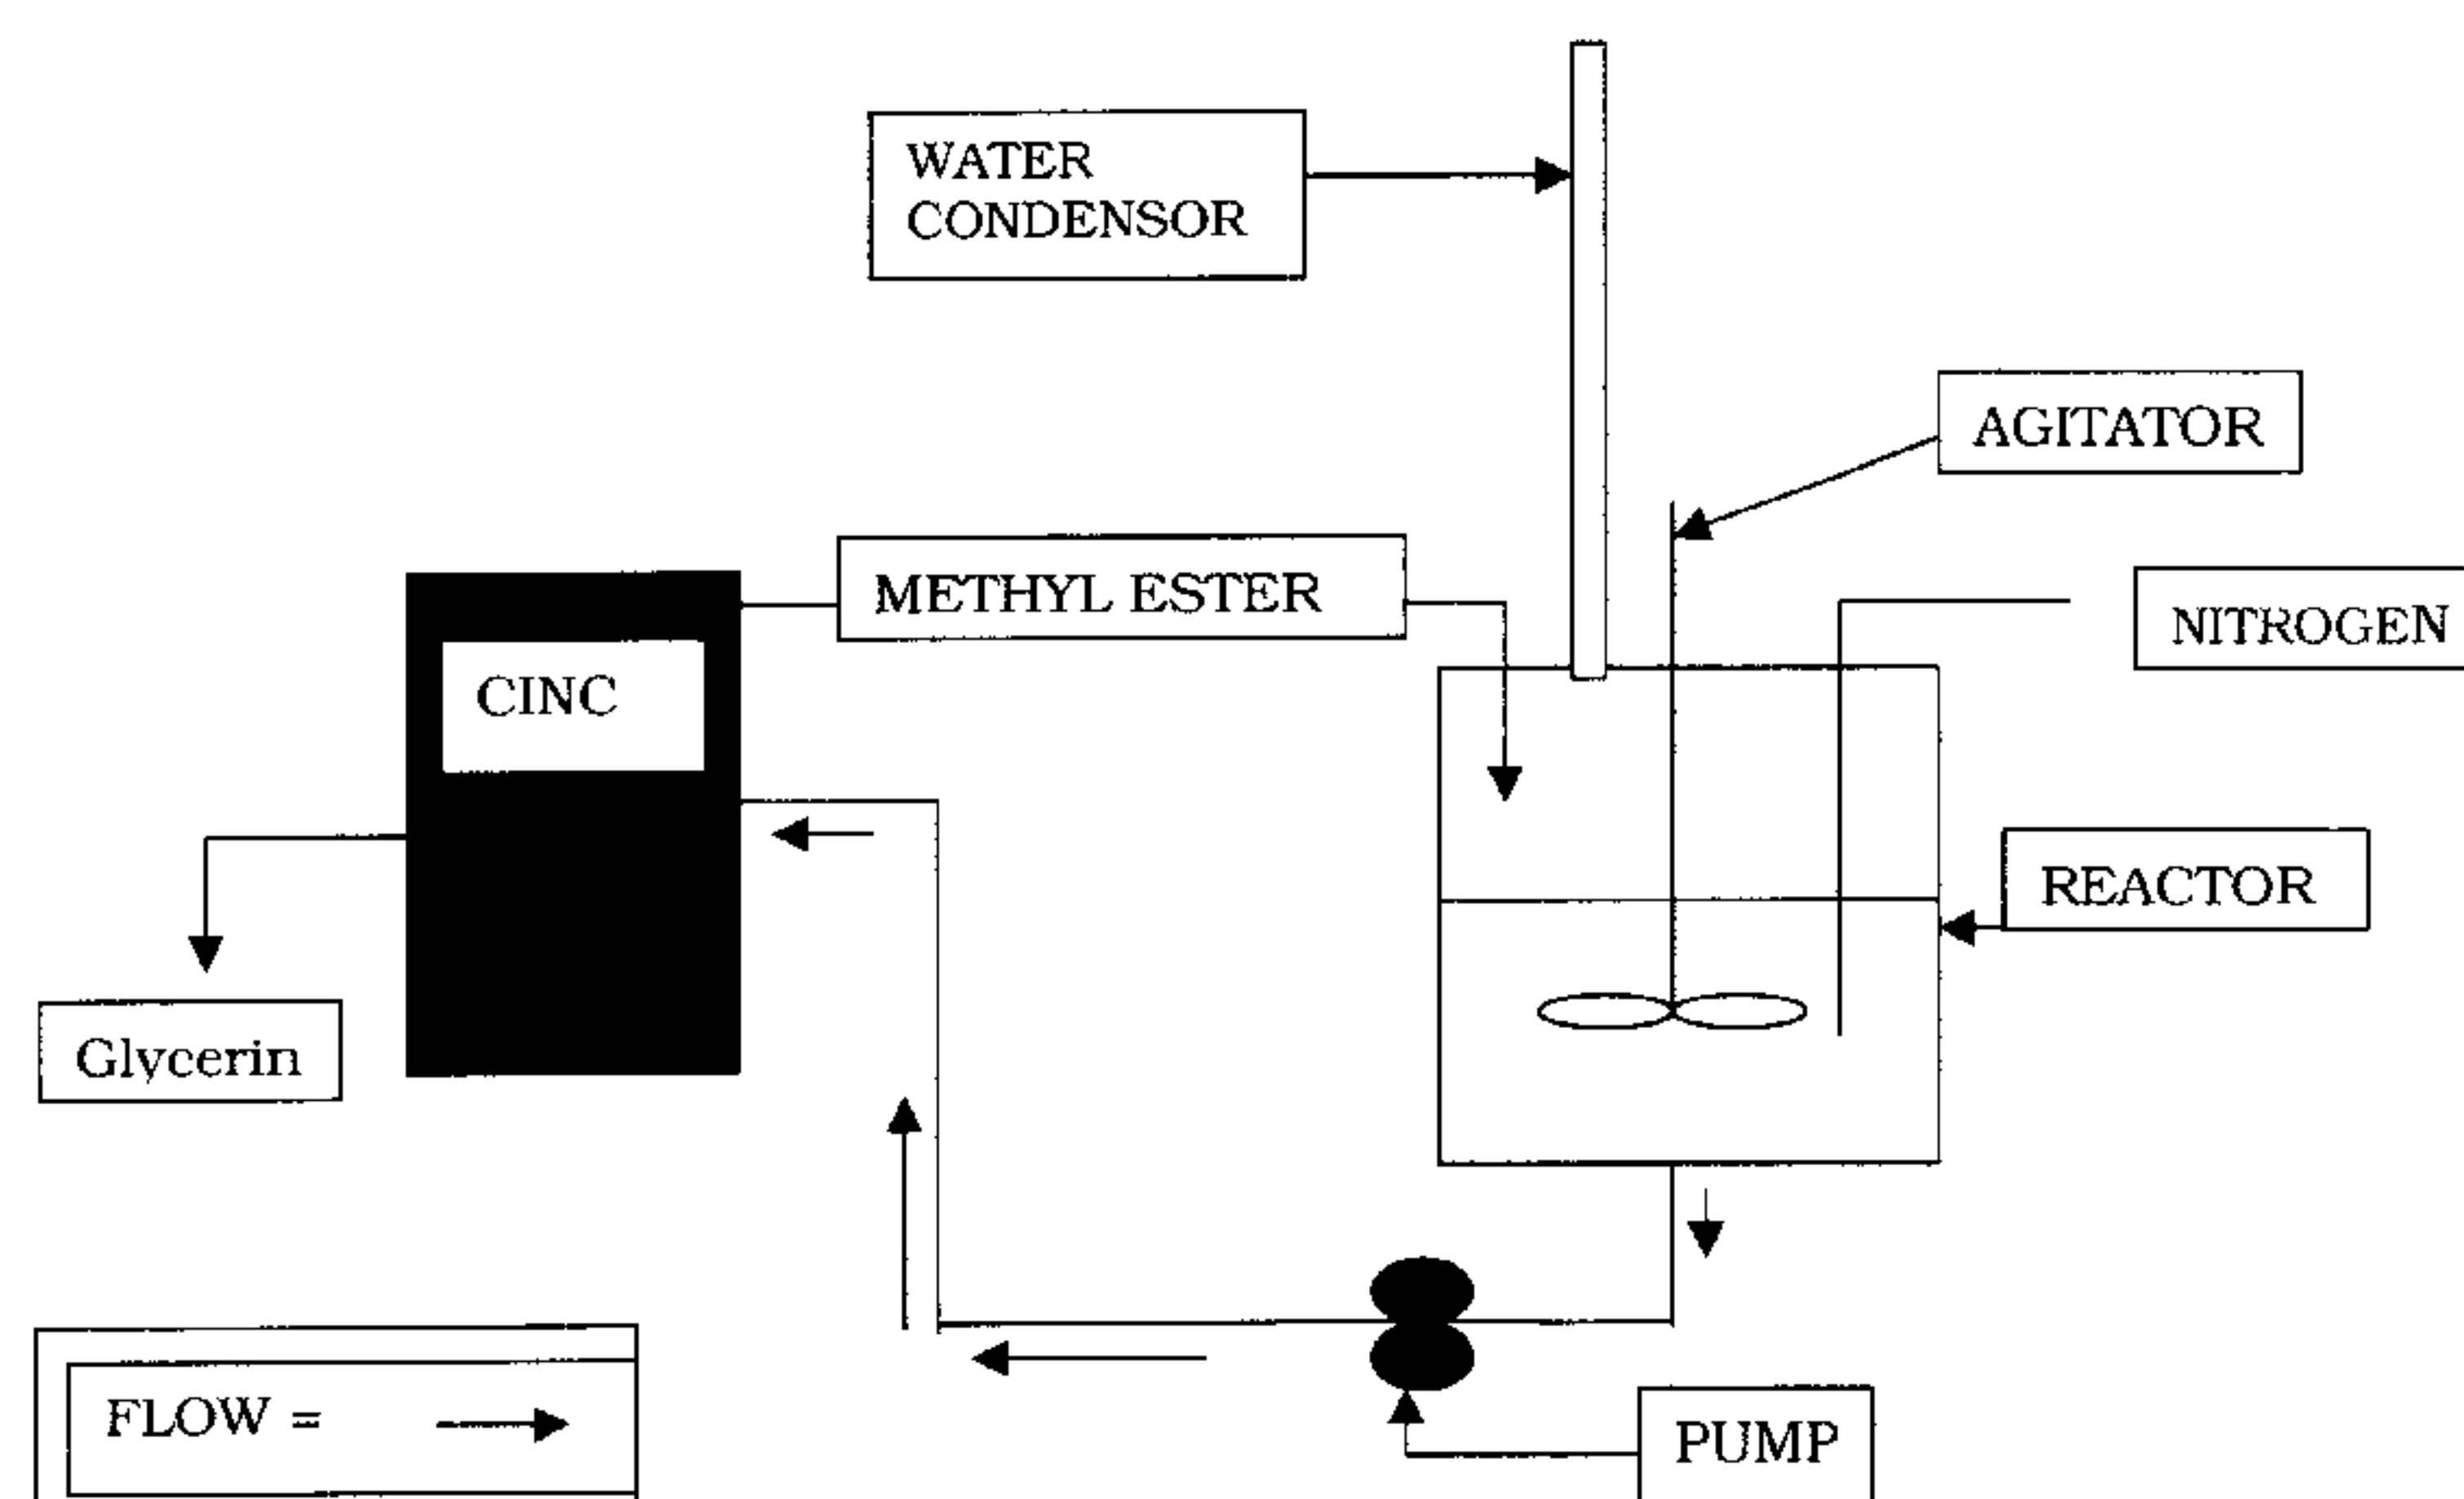 WATER
CONDENSOR
AGITATOR
METHYL ESTER
NITROGEN
CINC
REACTOR
Glycerin
FLOW =
PUMP